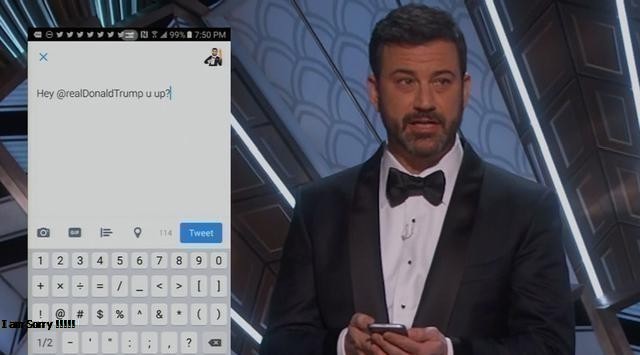 99% 7:50 PM
Hey @realDonaldTrump u up?
GIF 114 Tweet
1 2 3 4 5 6 7 8 9 0
+ × ÷ = / _ < > [ ]
! @ # $ % ^ & * ( )
I am Sorry !!!!!
1/2 - ' " : ; , ?